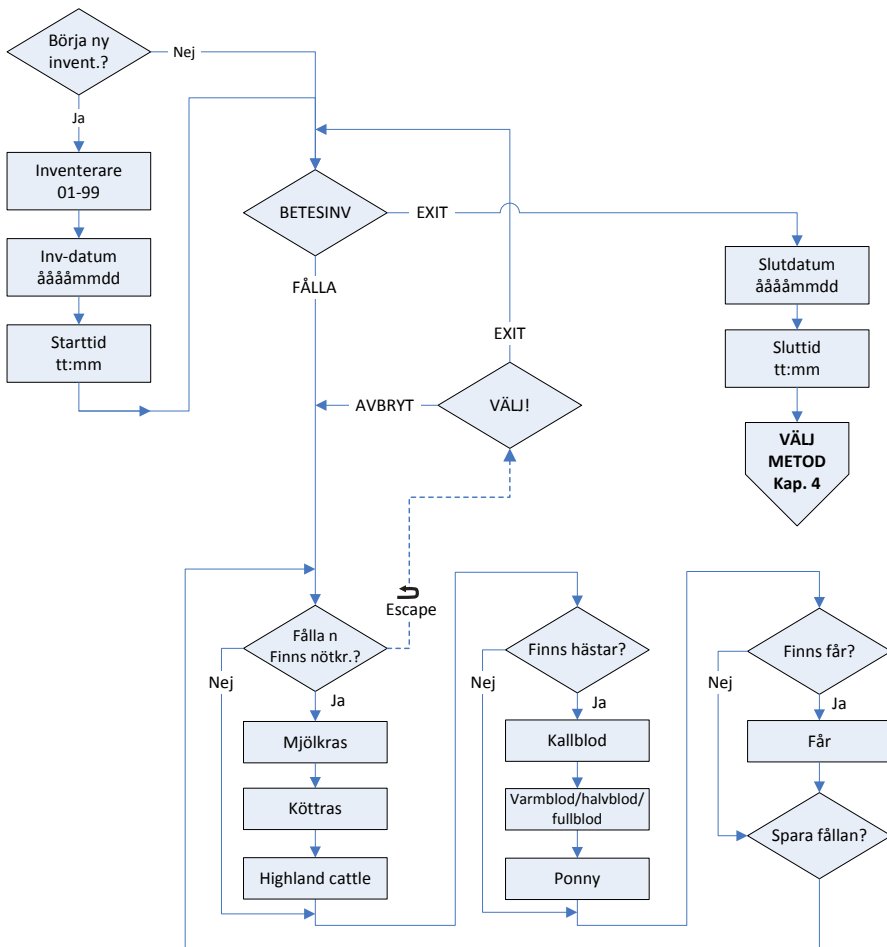 Börja ny
invent.?
Nej
Ja
Inventerare
01-99
Inv-datum
ååååmmdd
Starttid
tt:mm
BETESINV
EXIT
FÅLLA
Slutdatum
ååååmmdd
Sluttid
tt:mm
VÄLJ
METOD
Kap. 4
EXIT
VÄLJ!
AVBRYT
Escape
Fålla n
Finns nötkr.?
Nej
Ja
Mjölkras
Köttras
Highland cattle
Finns hästar?
Nej
Ja
Kallblod
Varmblod/halvblod/
fullblod
Ponny
Finns får?
Nej
Ja
Får
Spara fållan?